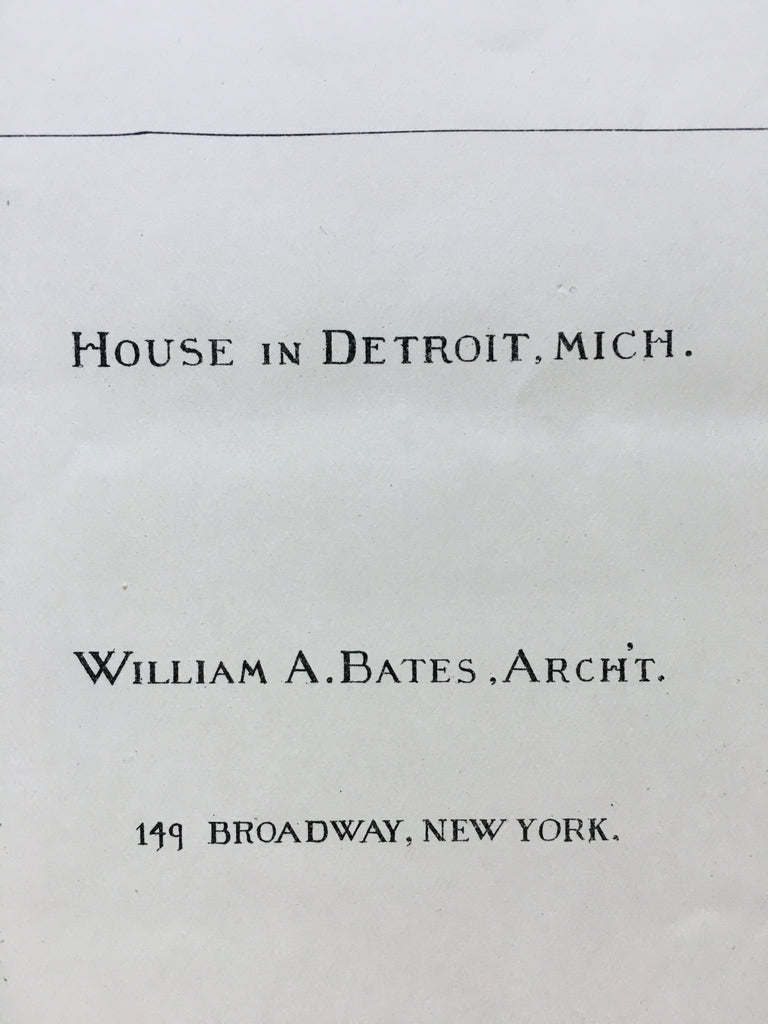 HOUSE IN DETROIT, MICH.
WILLIAM A. BATES, ARCH'T.
149 BROADWAY, NEW YORK.